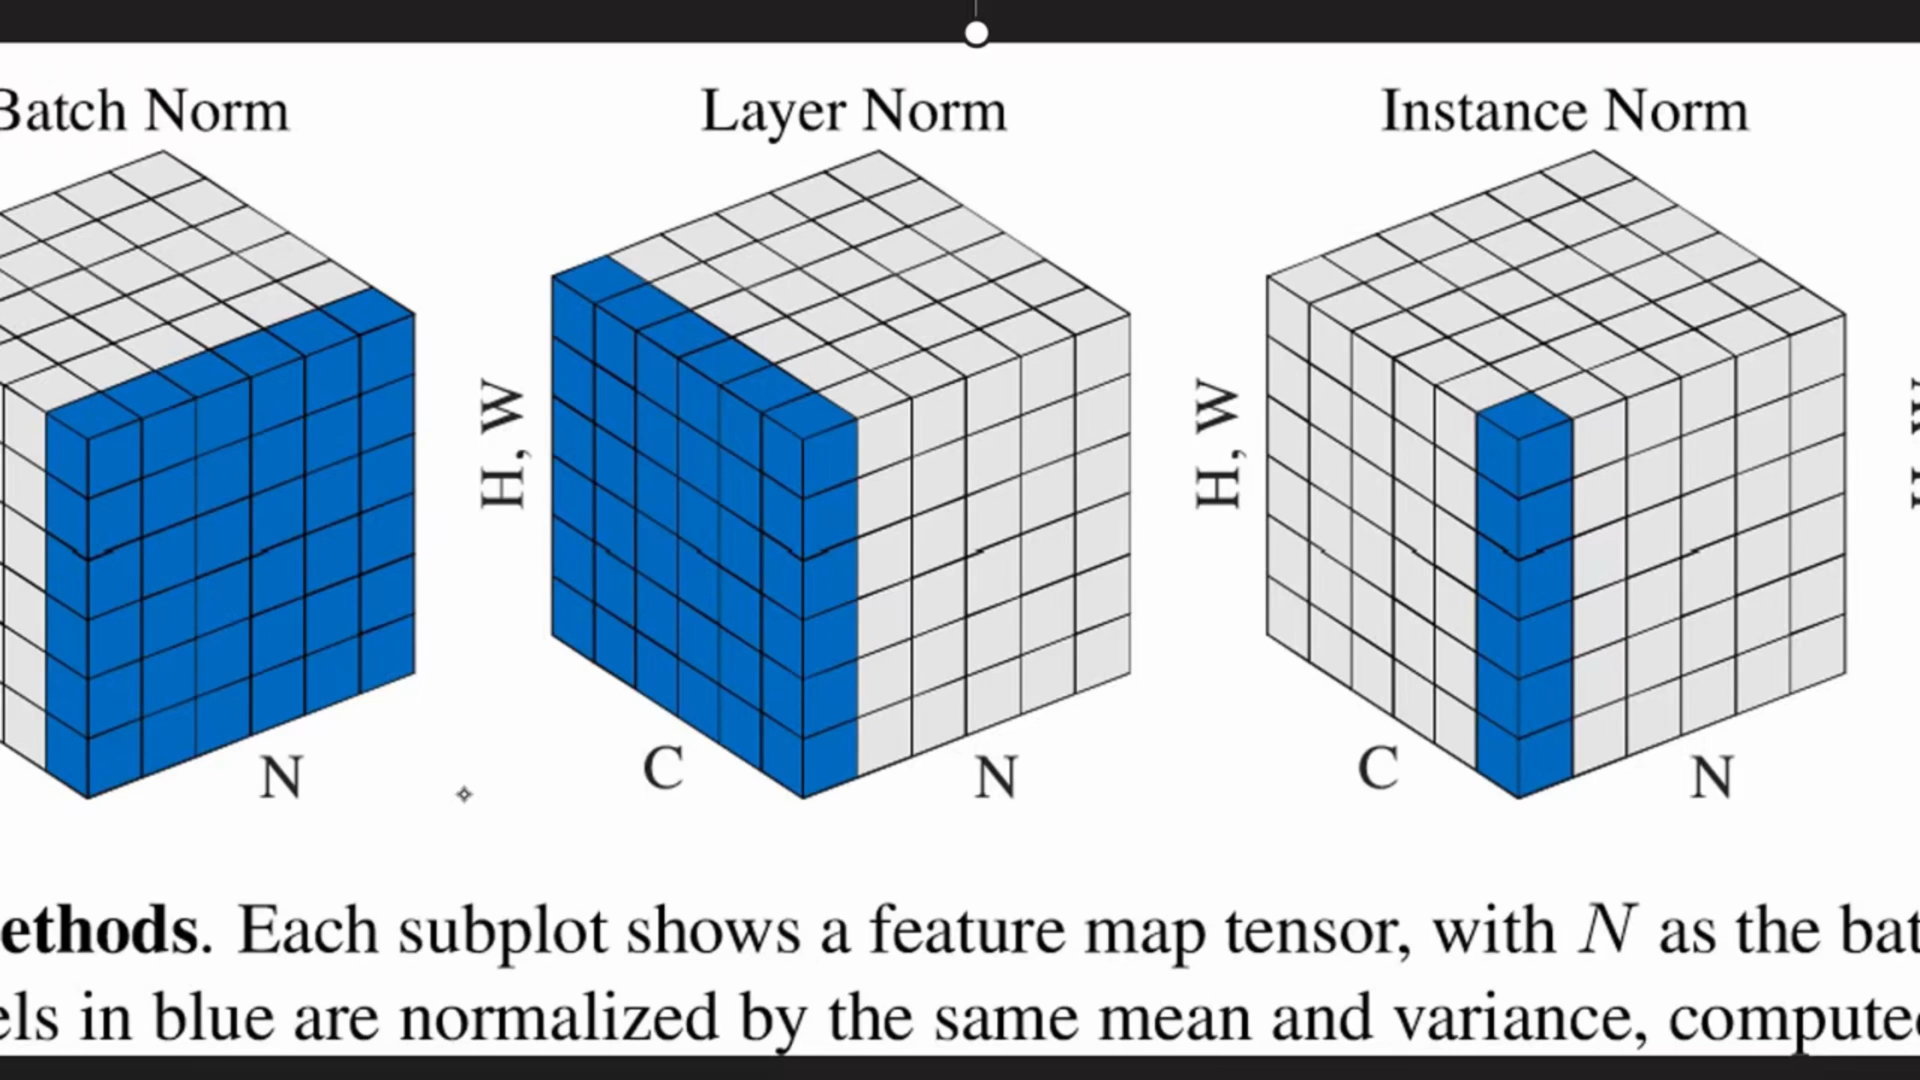 Batch Norm
Layer Norm
Instance Norm
H, W
H, W
N
C
N
C
N
ethods. Each subplot shows a feature map tensor, with N as the bat
els in blue are normalized by the same mean and variance, compute